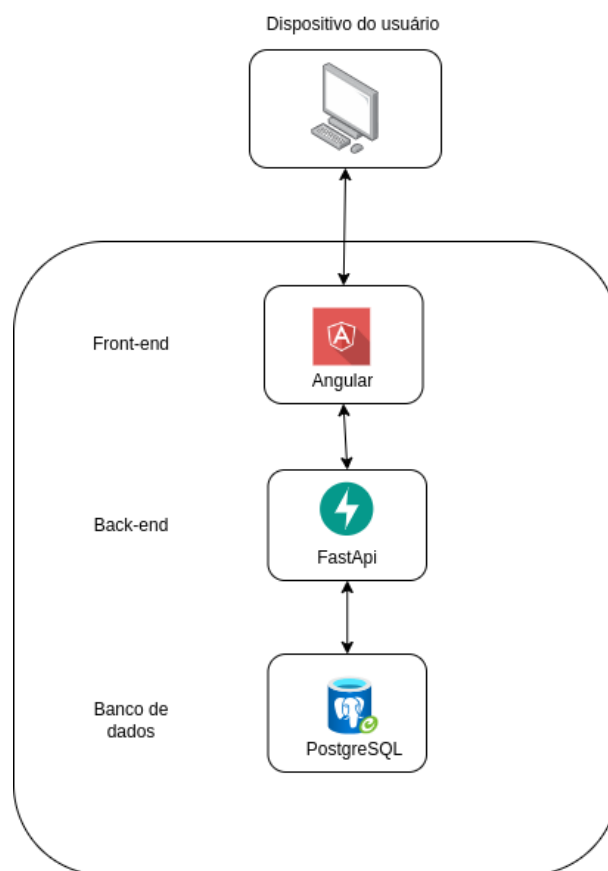 Dispositivo do usuário
Front-end
Angular
Back-end
FastApi
Banco de
dados
PostgreSQL